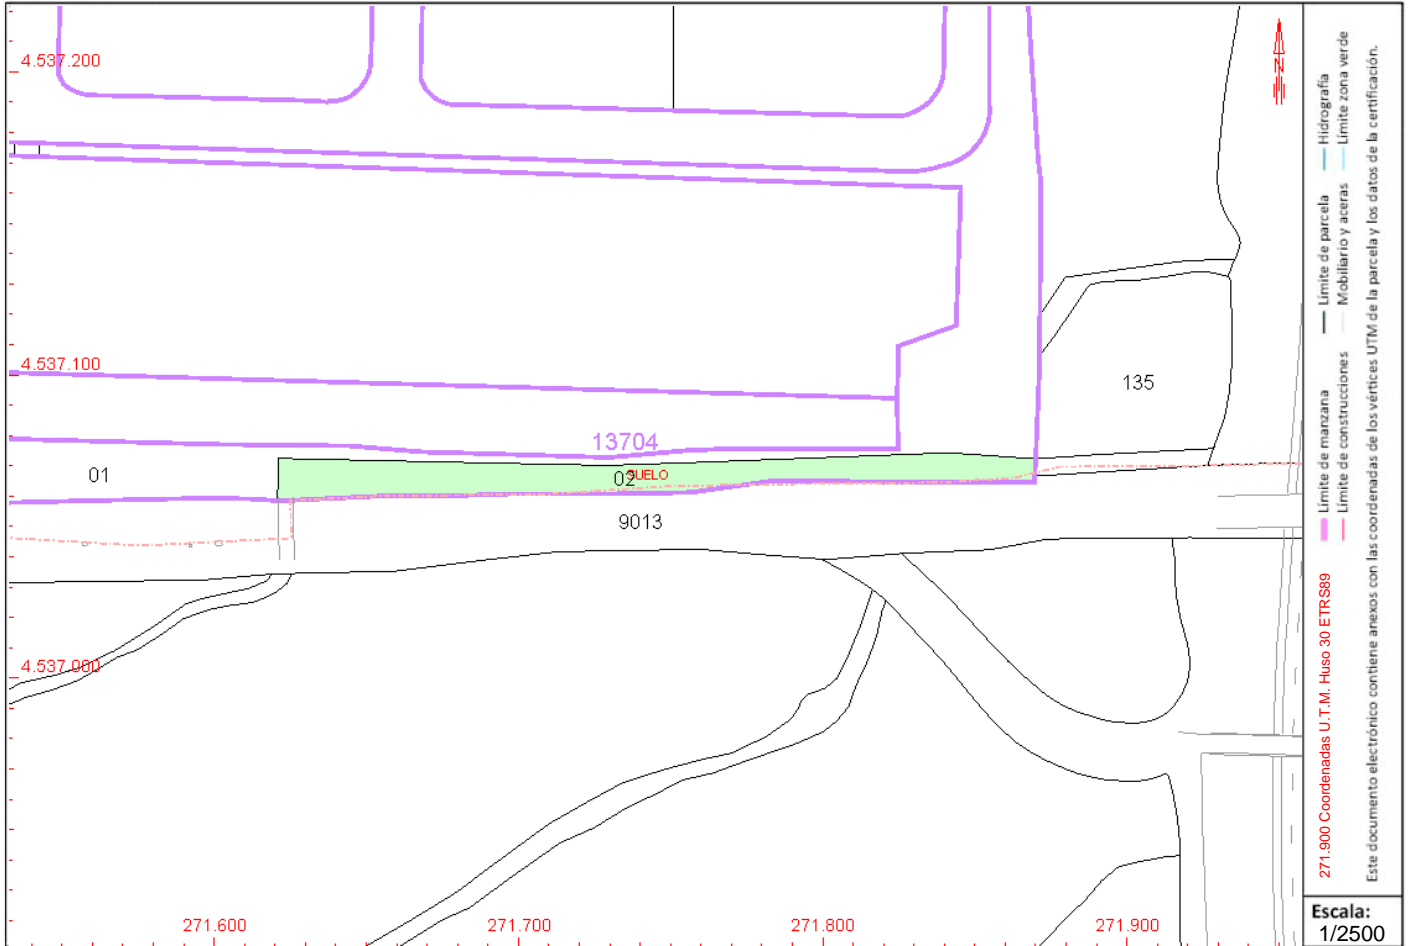 4.537.200
4.537.100
4.537.000
271.600
271.700
271.800
271.900
13704
01
02
SUELO
9013
135
N
Límite de manzana
Límite de parcela
Hidrografía
Límite de construcciones
Mobiliario y aceras
Límite zona verde
271.900 Coordenadas U.T.M. Huso 30 ETRS89
Este documento electrónico contiene anexos con las coordenadas de los vértices UTM de la parcela y los datos de la certificación.
Escala:
1/2500